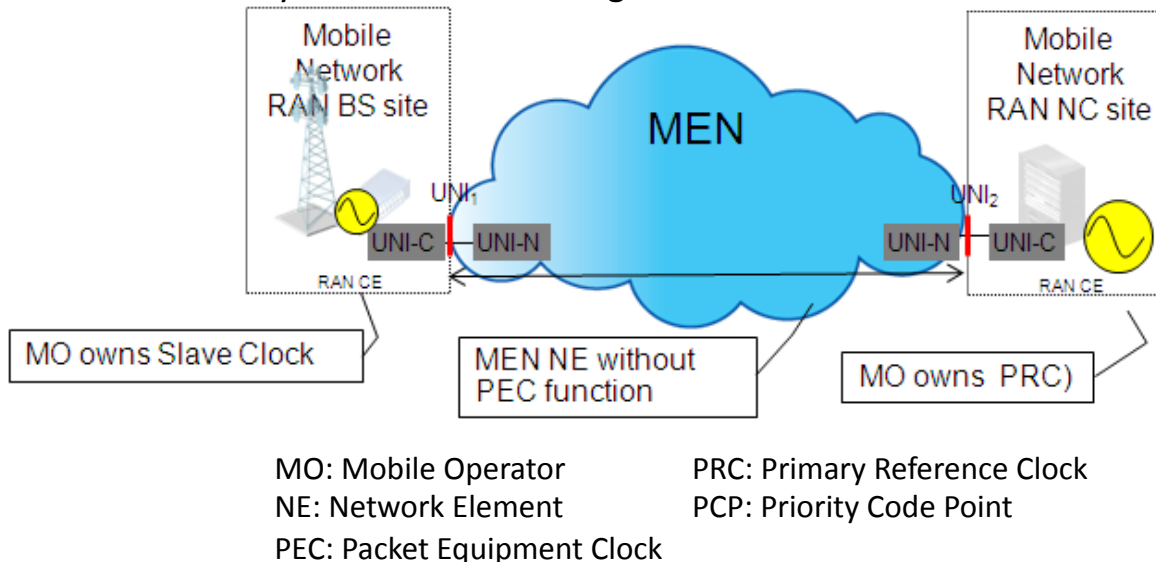 Mobile
Network
RAN BS site
MEN
Mobile
Network
RAN NC site
UNI1
UNI2
UNI-C
UNI-N
UNI-N
UNI-C
RAN CE
RAN CE
MO owns Slave Clock
MEN NE without
PEC function
MO owns PRC)
MO: Mobile Operator
PRC: Primary Reference Clock
NE: Network Element
PCP: Priority Code Point
PEC: Packet Equipment Clock